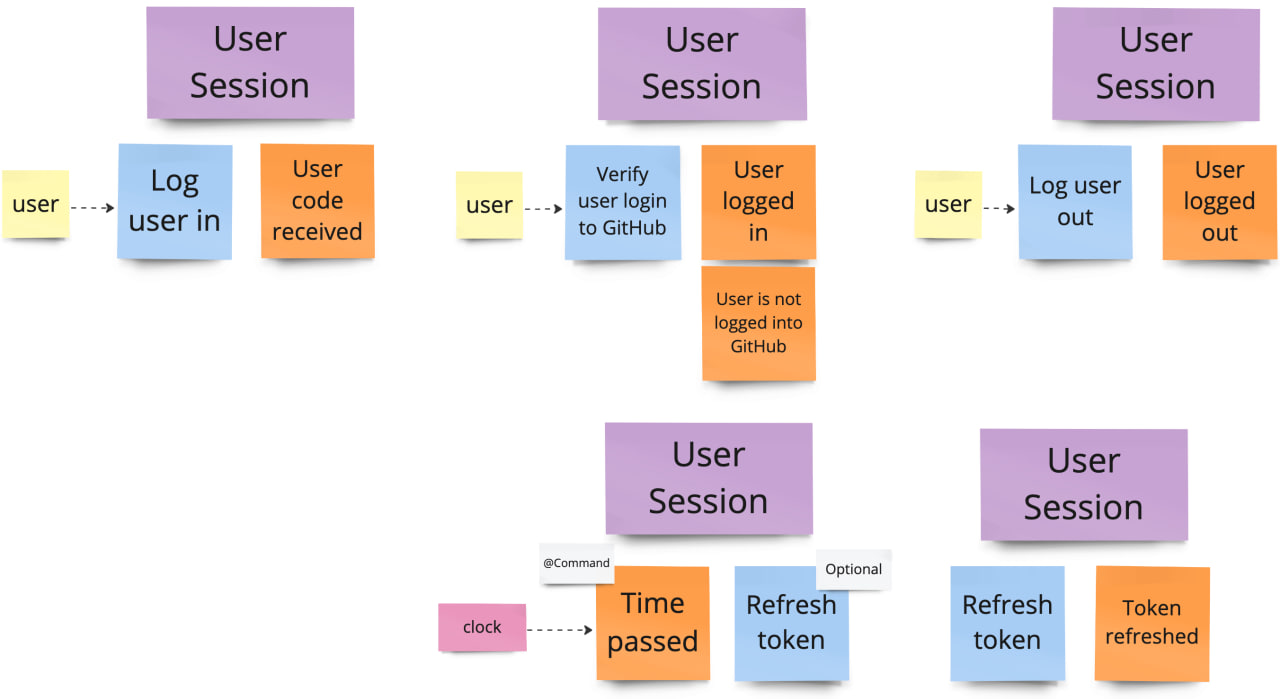 User
Session
user
Log
user in
User
code
received
User
Session
user
Verify
user login
to GitHub
User
logged
in
User is not
logged into
GitHub
User
Session
user
Log user
out
User
logged
out
User
Session
@Command
clock
Time
passed
Refresh
token
Optional
User
Session
Refresh
token
Token
refreshed